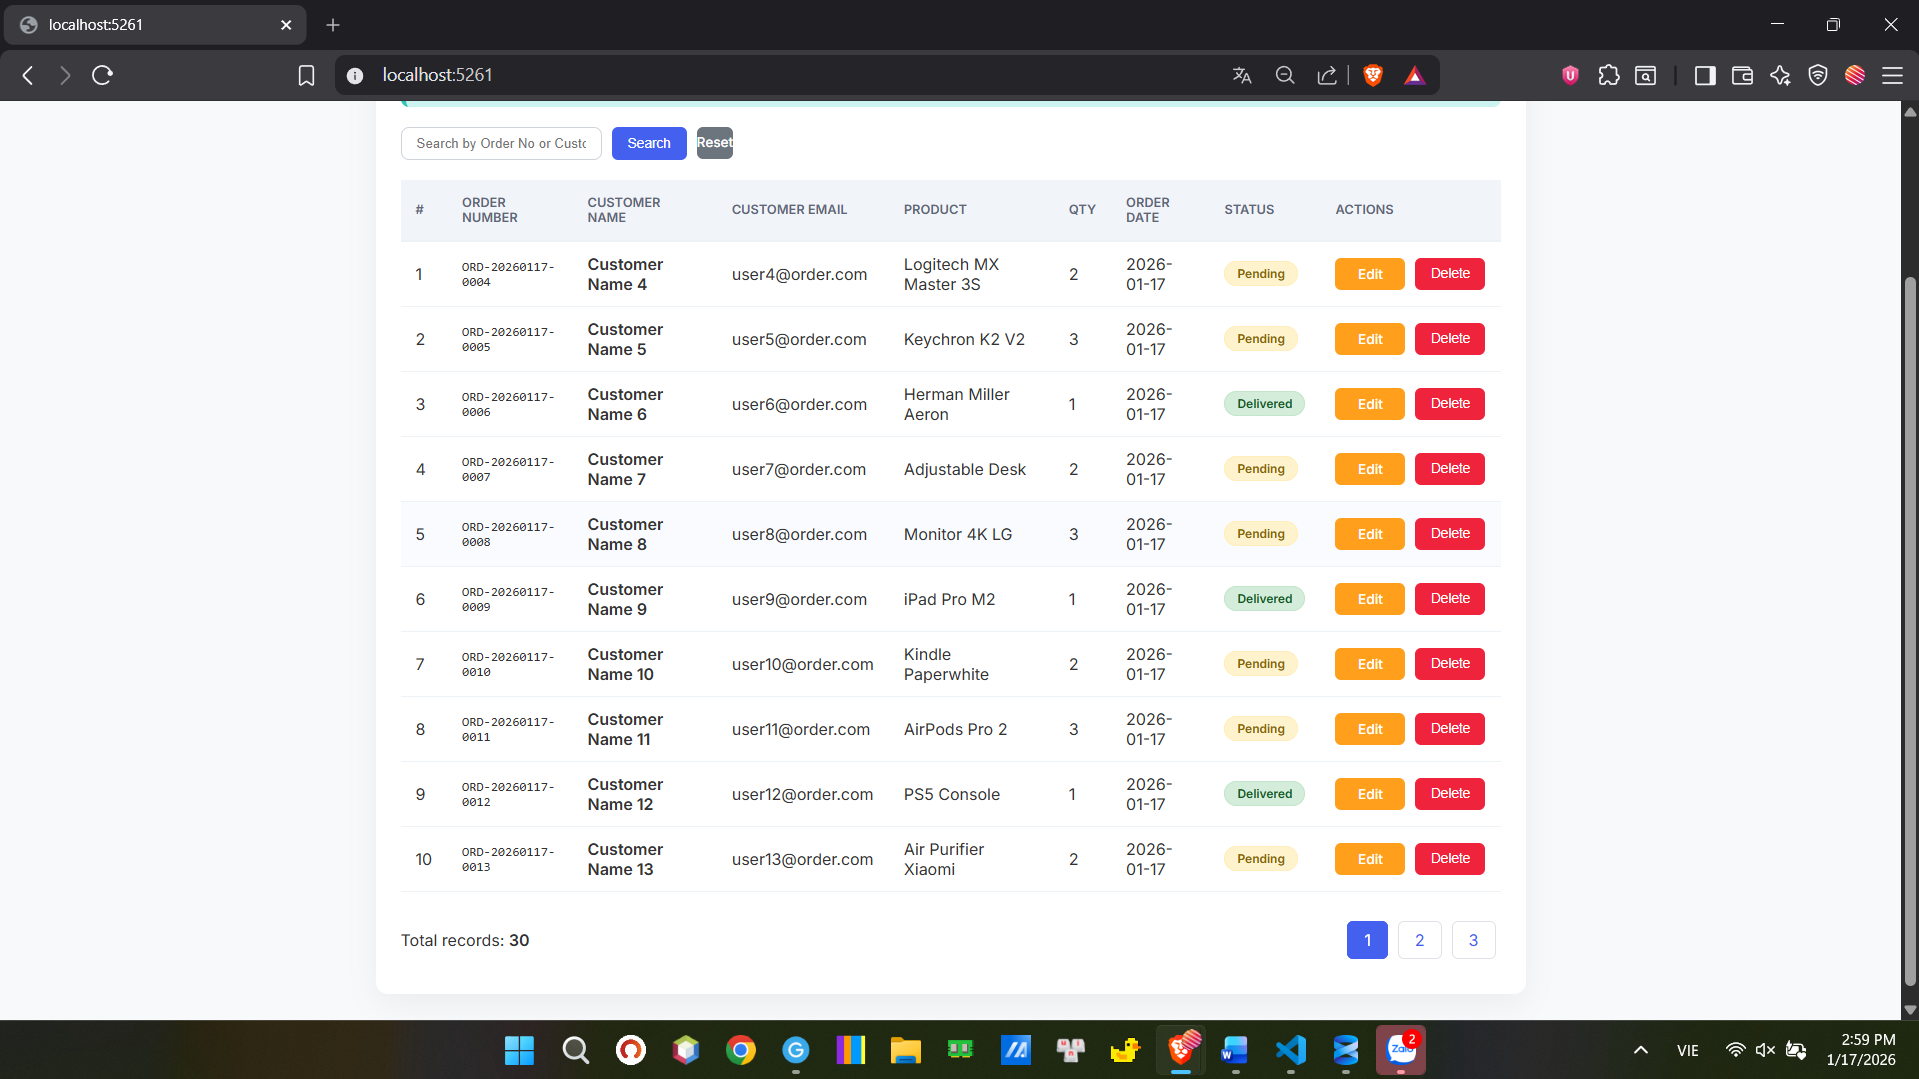 localhost:5261
localhost:5261
Search by Order No or Custo
Search
Reset
# ORDER NUMBER CUSTOMER NAME CUSTOMER EMAIL PRODUCT QTY ORDER DATE STATUS ACTIONS
1 ORD-20260117-0004 Customer Name 4 user4@order.com Logitech MX Master 3S 2 2026-01-17 Pending Edit Delete
2 ORD-20260117-0005 Customer Name 5 user5@order.com Keychron K2 V2 3 2026-01-17 Pending Edit Delete
3 ORD-20260117-0006 Customer Name 6 user6@order.com Herman Miller Aeron 1 2026-01-17 Delivered Edit Delete
4 ORD-20260117-0007 Customer Name 7 user7@order.com Adjustable Desk 2 2026-01-17 Pending Edit Delete
5 ORD-20260117-0008 Customer Name 8 user8@order.com Monitor 4K LG 3 2026-01-17 Pending Edit Delete
6 ORD-20260117-0009 Customer Name 9 user9@order.com iPad Pro M2 1 2026-01-17 Delivered Edit Delete
7 ORD-20260117-0010 Customer Name 10 user10@order.com Kindle Paperwhite 2 2026-01-17 Pending Edit Delete
8 ORD-20260117-0011 Customer Name 11 user11@order.com AirPods Pro 2 3 2026-01-17 Pending Edit Delete
9 ORD-20260117-0012 Customer Name 12 user12@order.com PS5 Console 1 2026-01-17 Delivered Edit Delete
10 ORD-20260117-0013 Customer Name 13 user13@order.com Air Purifier Xiaomi 2 2026-01-17 Pending Edit Delete
Total records: 30
1 2 3
Zalo 2
VIE
2:59 PM
1/17/2026